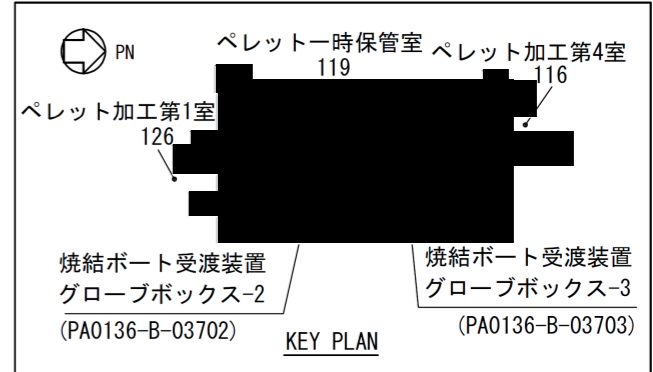 PN
ペレット一時保管室
119
ペレット加工第4室
116
ペレット加工第1室
126
焼結ボート受渡装置
グローブボックス-2
(PA0136-B-03702)
焼結ボート受渡装置
グローブボックス-3
(PA0136-B-03703)
KEY PLAN